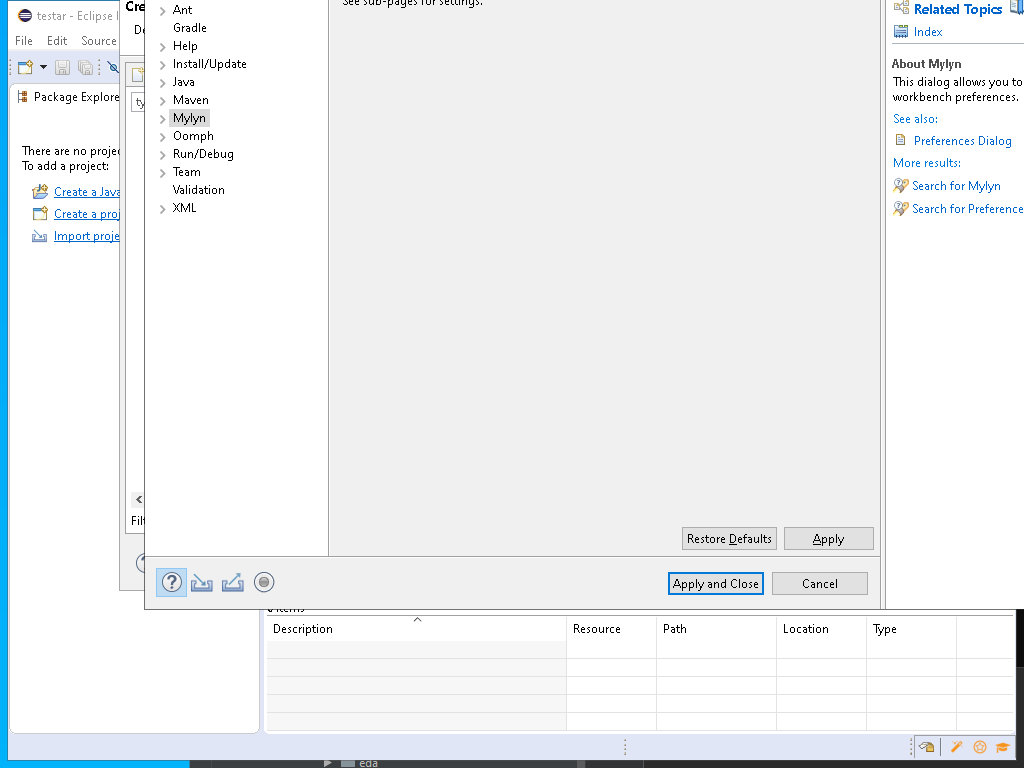 testar - Eclipse I
File Edit Source
Package Explore
There are no projec
To add a project:
Create a Java
Create a proj
Import proje
Cre
De
ty
Filt
Ant
Gradle
Help
Install/Update
Java
Maven
Mylyn
Oomph
Run/Debug
Team
Validation
XML
See sub-pages for settings.
Restore Defaults
Apply
Apply and Close
Cancel
Related Topics
Index
About Mylyn
This dialog allows you to
workbench preferences.
See also:
Preferences Dialog
More results:
Search for Mylyn
Search for Preference
items
Description Resource Path Location Type
eda